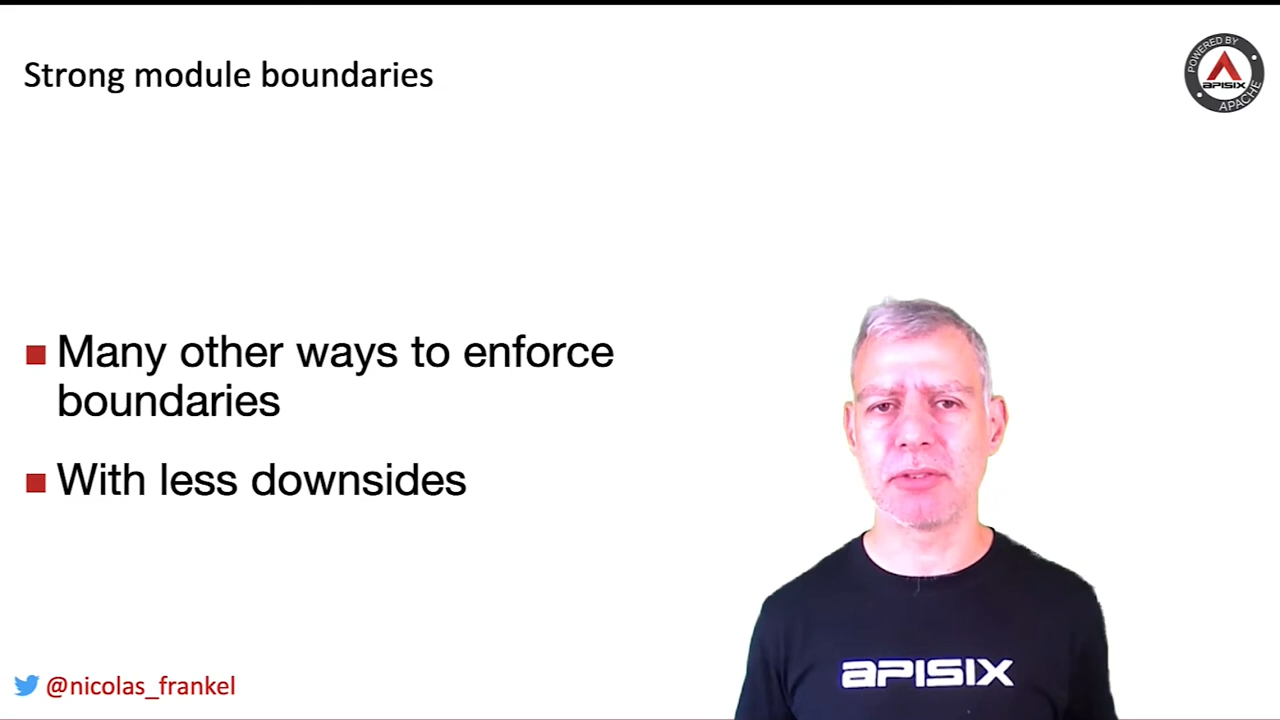 Strong module boundaries
POWERED BY
APISIX
APACHE
Many other ways to enforce
boundaries
With less downsides
APISIX
@nicolas_frankel